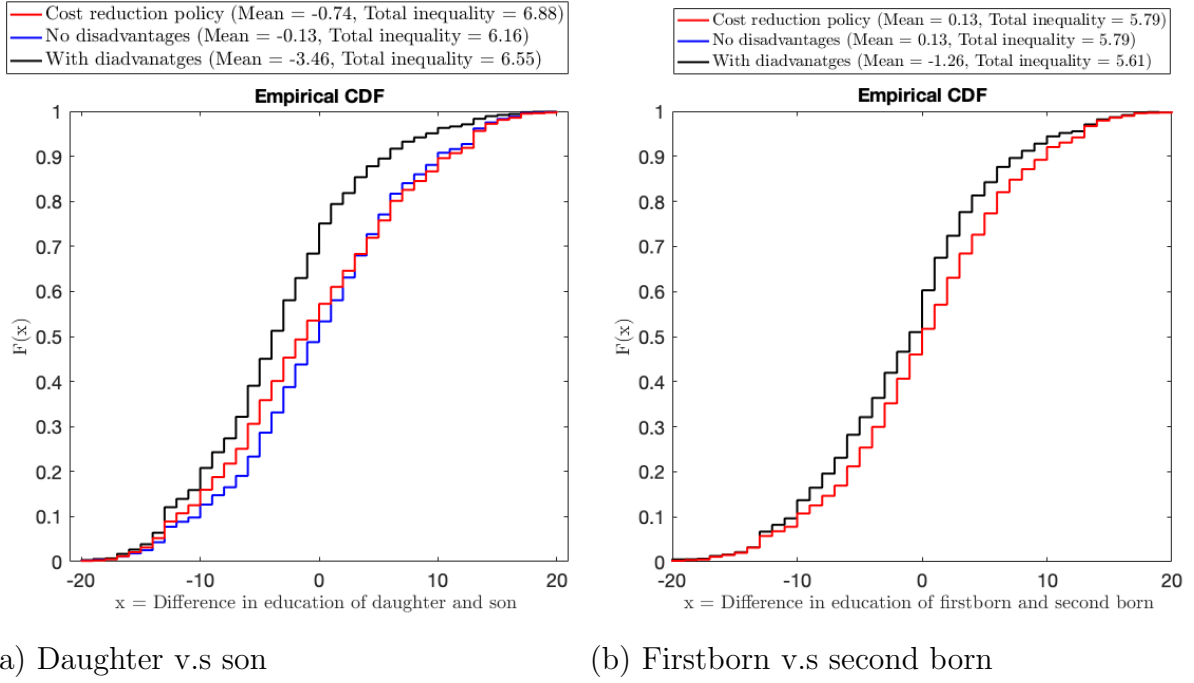 Cost reduction policy (Mean = -0.74, Total inequality = 6.88)
No disadvantages (Mean = -0.13, Total inequality = 6.16)
With diadvanatges (Mean = -3.46, Total inequality = 6.55)
Empirical CDF
1
0.9
0.8
0.7
0.6
0.5
0.4
0.3
0.2
0.1
0
F(x)
-20 -10 0 10 20
x = Difference in education of daughter and son
a) Daughter v.s son
Cost reduction policy (Mean = 0.13, Total inequality = 5.79)
No disadvantages (Mean = 0.13, Total inequality = 5.79)
With diadvanatges (Mean = -1.26, Total inequality = 5.61)
Empirical CDF
1
0.9
0.8
0.7
0.6
0.5
0.4
0.3
0.2
0.1
0
F(x)
-20 -10 0 10 20
x = Difference in education of firstborn and second born
(b) Firstborn v.s second born